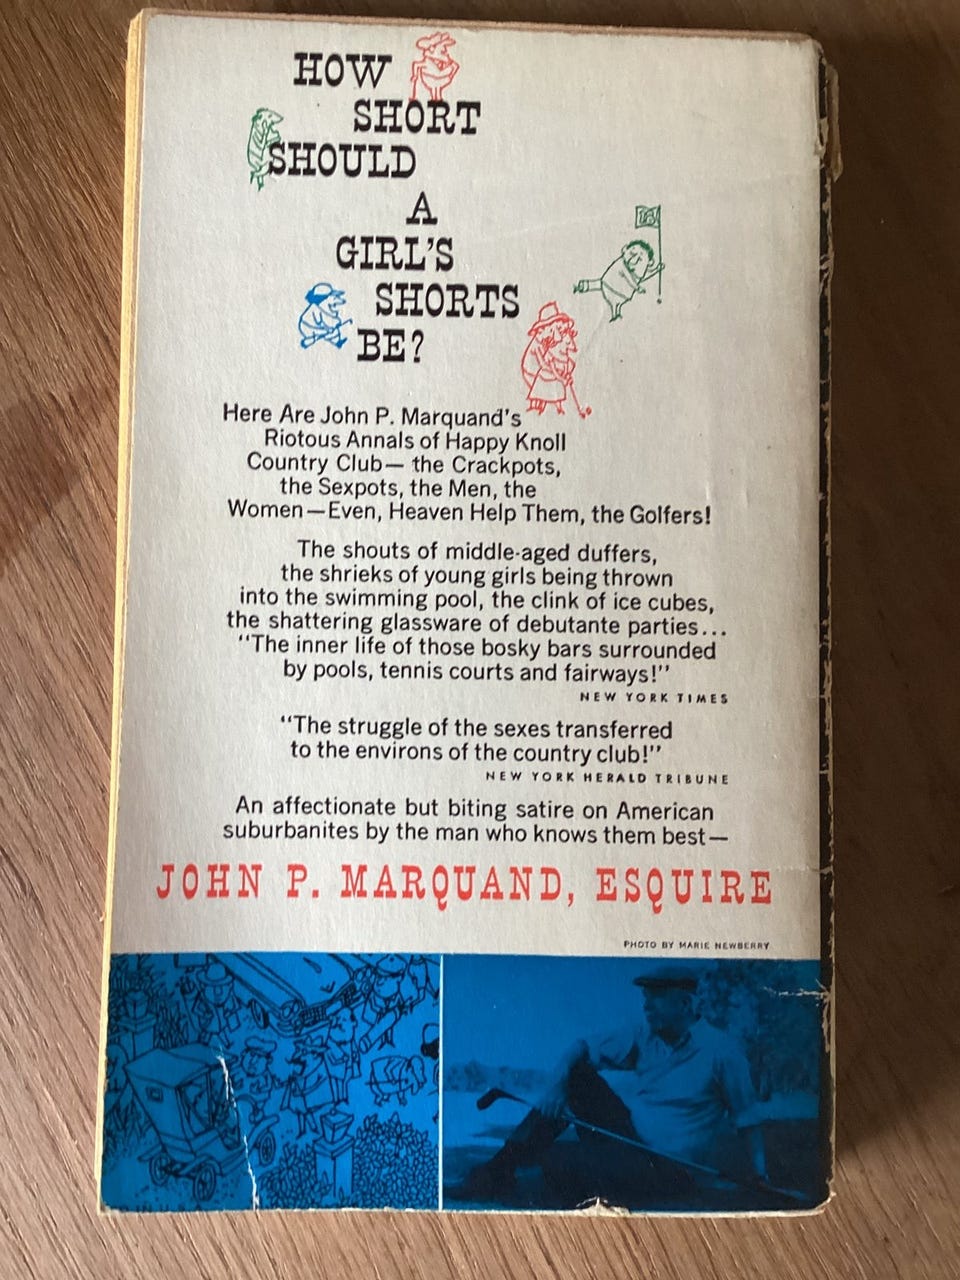 HOW
SHORT
SHOULD
A
GIRL'S
SHORTS
BE?
Here Are John P. Marquand's
Riotous Annals of Happy Knoll
Country Club— the Crackpots,
the Sexpots, the Men, the
Women—Even, Heaven Help Them, the Golfers!
The shouts of middle-aged duffers,
the shrieks of young girls being thrown
into the swimming pool, the clink of ice cubes,
the shattering glassware of debutante parties...
"The inner life of those bosky bars surrounded
by pools, tennis courts and fairways!"
NEW YORK TIMES
"The struggle of the sexes transferred
to the environs of the country club!"
NEW YORK HERALD TRIBUNE
An affectionate but biting satire on American
suburbanites by the man who knows them best—
JOHN P. MARQUAND, ESQUIRE
PHOTO BY MARIE NEWBERRY